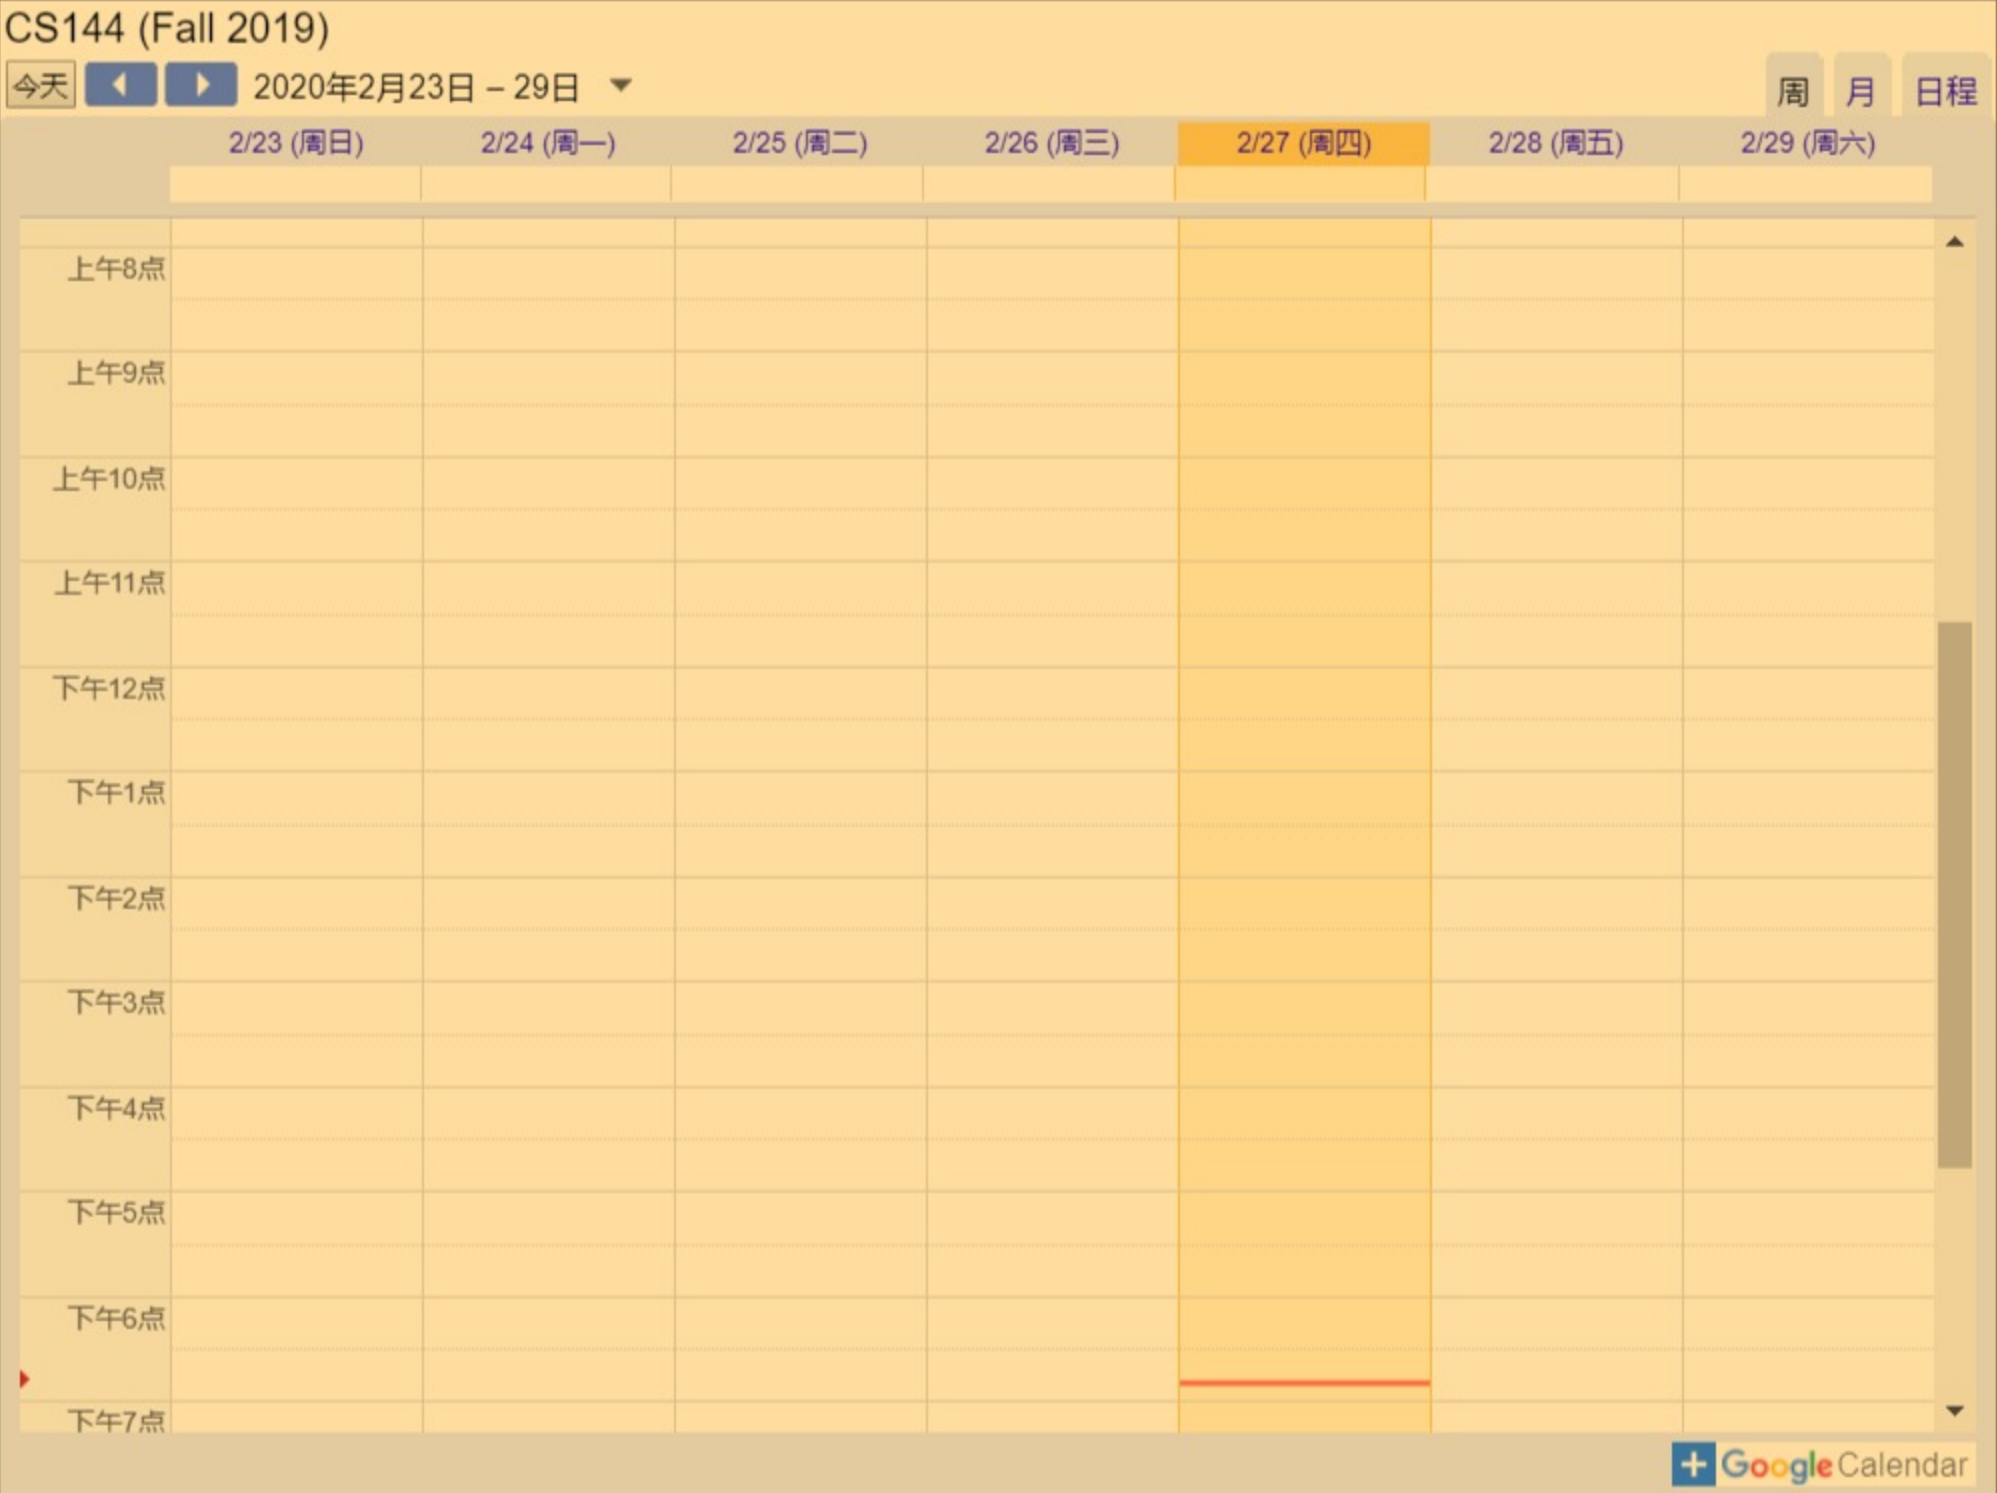 CS144 (Fall 2019)
今天 2020年2月23日 – 29日 周 月 日程
2/23 (周日) 2/24 (周一) 2/25 (周二) 2/26 (周三) 2/27 (周四) 2/28 (周五) 2/29 (周六)
上午8点
上午9点
上午10点
上午11点
下午12点
下午1点
下午2点
下午3点
下午4点
下午5点
下午6点
下午7点
Google Calendar